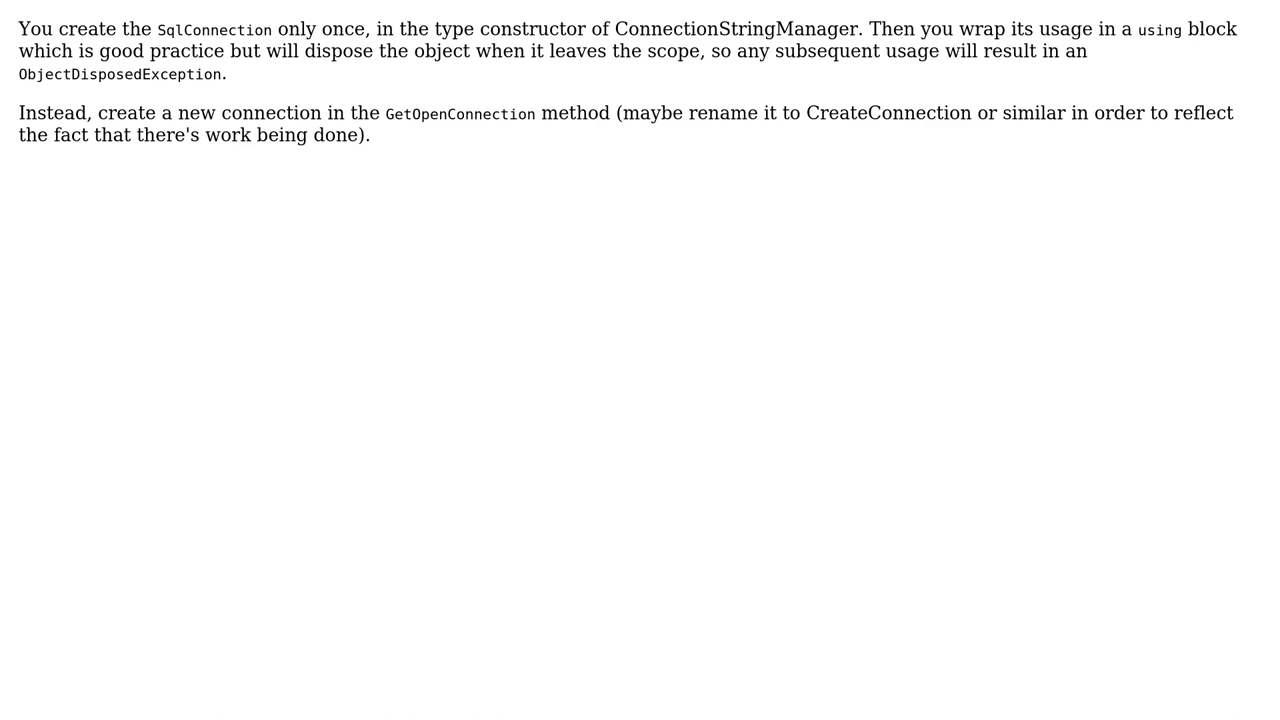 You create the SqlConnection only once, in the type constructor of ConnectionStringManager. Then you wrap its usage in a using block
which is good practice but will dispose the object when it leaves the scope, so any subsequent usage will result in an
ObjectDisposedException.
Instead, create a new connection in the GetOpenConnection method (maybe rename it to CreateConnection or similar in order to reflect
the fact that there's work being done).